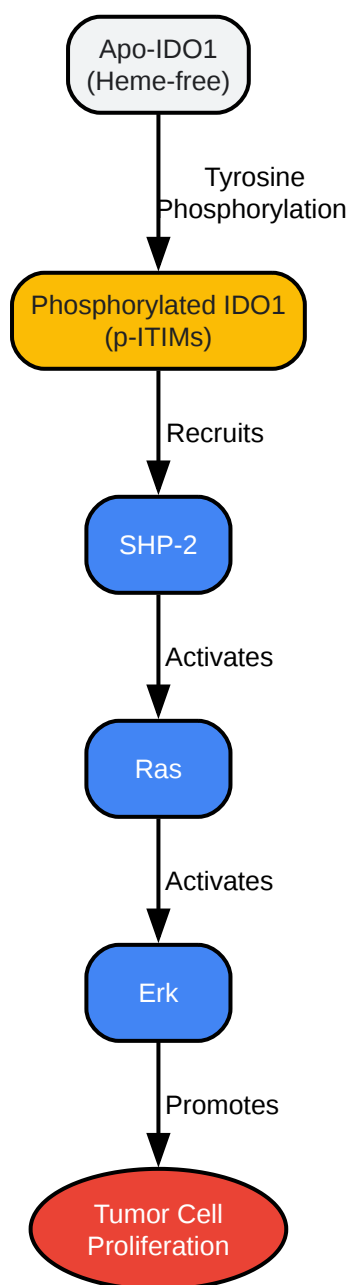 Apo-IDO1
(Heme-free)
Tyrosine
Phosphorylation
Phosphorylated IDO1
(p-ITIMs)
Recruits
SHP-2
Activates
Ras
Activates
Erk
Promotes
Tumor Cell
Proliferation